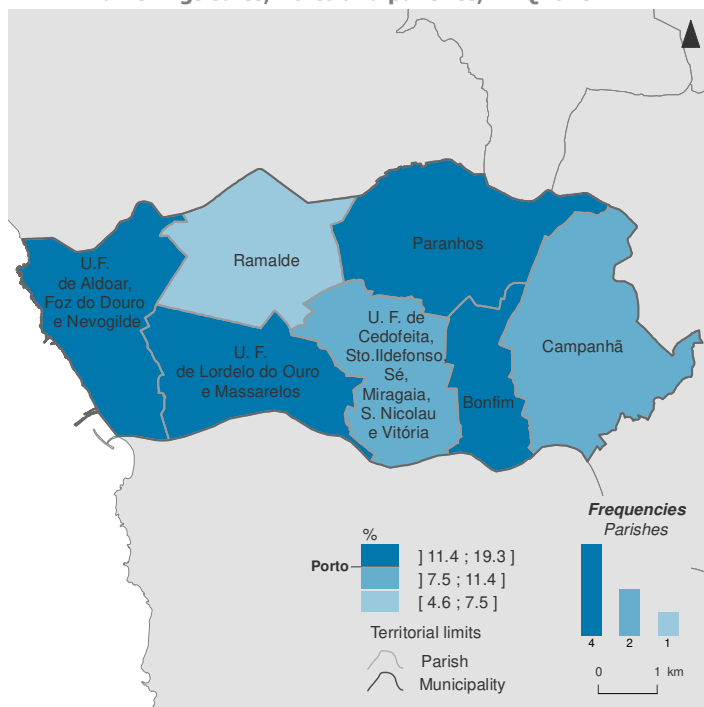 Paranhos
Ramalde
U.F.
de Aldoar,
Foz do Douro
e Nevogilde
U. F. de
Cedofeita,
Sto.Ildefonso,
Sé,
Miragaia,
S. Nicolau
e Vitória
Campanhã
U. F.
de Lordelo do Ouro
e Massarelos
Bonfim
Frequencies
Parishes
4 2 1
0 1 km
%
] 11.4 ; 19.3 ]
Porto
] 7.5 ; 11.4 ]
[ 4.6 ; 7.5 ]
Territorial limits
Parish
Municipality